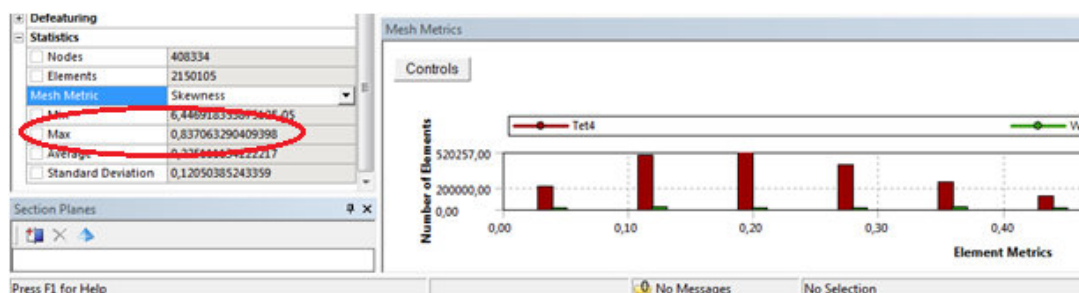 Defeaturing
Statistics
Nodes 408334
Elements 2150105
Mesh Metric Skewness
Max 0,837063290409398
Average
Standard Deviation 0,12050385243359
Section Planes
Press F1 for Help
Mesh Metrics
Controls
Tet4
Number of Elements
520257,00
200000,00
0,00
0,00 0,10 0,20 0,30 0,40
Element Metrics
No Messages No Selection